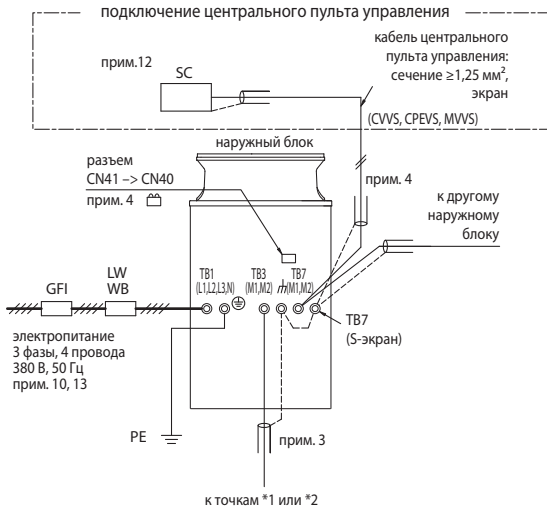 подключение центрального пульта управления
прим.12
SC
кабель центрального
пульта управления:
сечение ≥1,25 мм²,
экран
(CVVS, CPEVS, MVVS)
наружный блок
разъем
CN41 –> CN40
прим. 4
прим. 4
к другому
наружному
блоку
TB1
(L1,L2,L3,N)
TB3
(M1,M2)
TB7
(M1,M2)
GFI
LW
WB
TB7
(S-экран)
электропитание
3 фазы, 4 провода
380 В, 50 Гц
прим. 10, 13
PE
прим. 3
к точкам *1 или *2